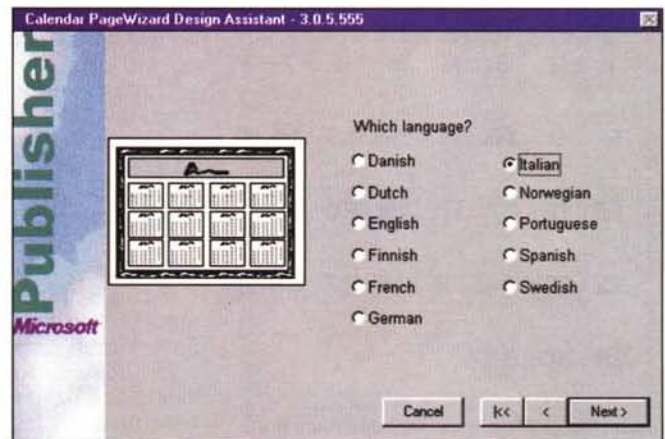 Calendar PageWizard Design Assistant - 3.0.5.555
Publisher
Microsoft
Which language?
Danish
Dutch
English
Finnish
French
German
Italian
Norwegian
Portuguese
Spanish
Swedish
Cancel
|<<
<
Next >